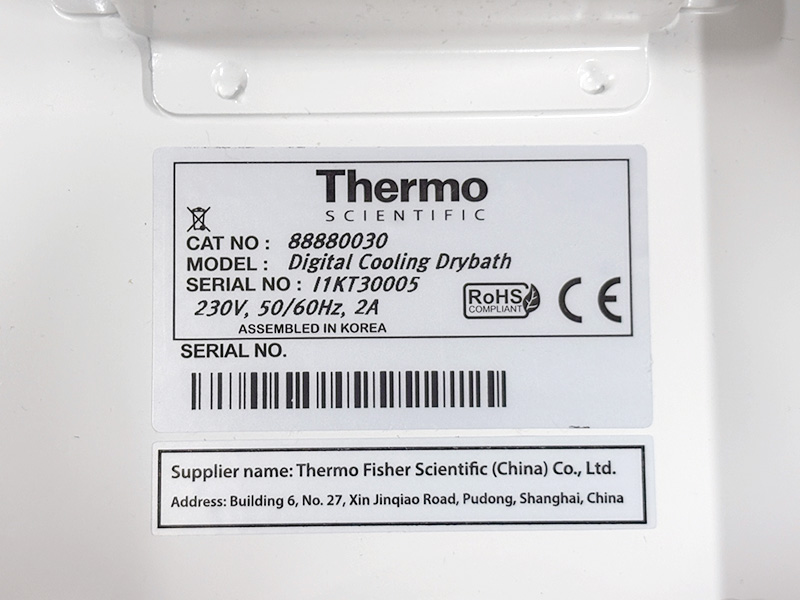 Thermo
SCIENTIFIC
CAT NO : 88880030
MODEL : Digital Cooling Drybath
SERIAL NO : I1KT30005
230V, 50/60Hz, 2A
RoHS
COMPLIANT
CE
ASSEMBLED IN KOREA
SERIAL NO.
Supplier name: Thermo Fisher Scientific (China) Co., Ltd.
Address: Building 6, No. 27, Xin Jinqiao Road, Pudong, Shanghai, China